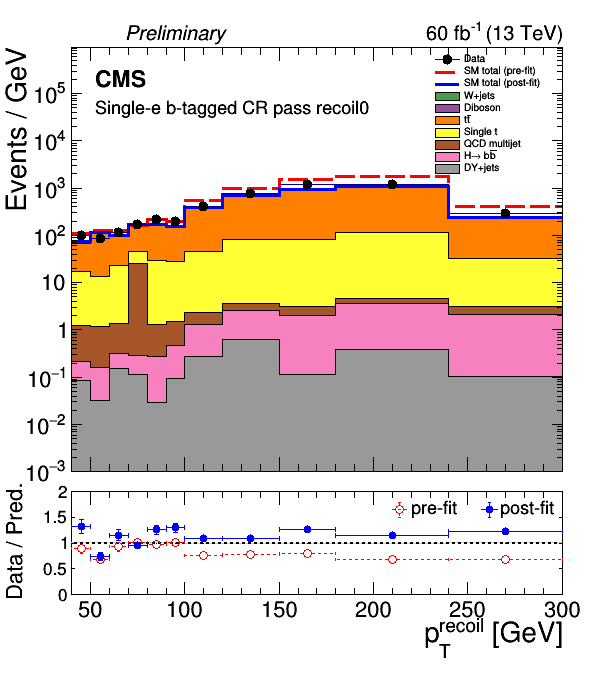 Preliminary
60 fb⁻¹ (13 TeV)
Events / GeV
CMS
Single-e b-tagged CR pass recoil0
Data
SM total (pre-fit)
SM total (post-fit)
W+jets
Diboson
tt̅
Single t
QCD multijet
H→ bb̅
DY+jets
10⁵
10⁴
10³
10²
10
1
10⁻¹
10⁻²
10⁻³
Data / Pred.
pre-fit
post-fit
2
1.5
1
0.5
0
50 100 150 200 250 300
p_T^recoil [GeV]